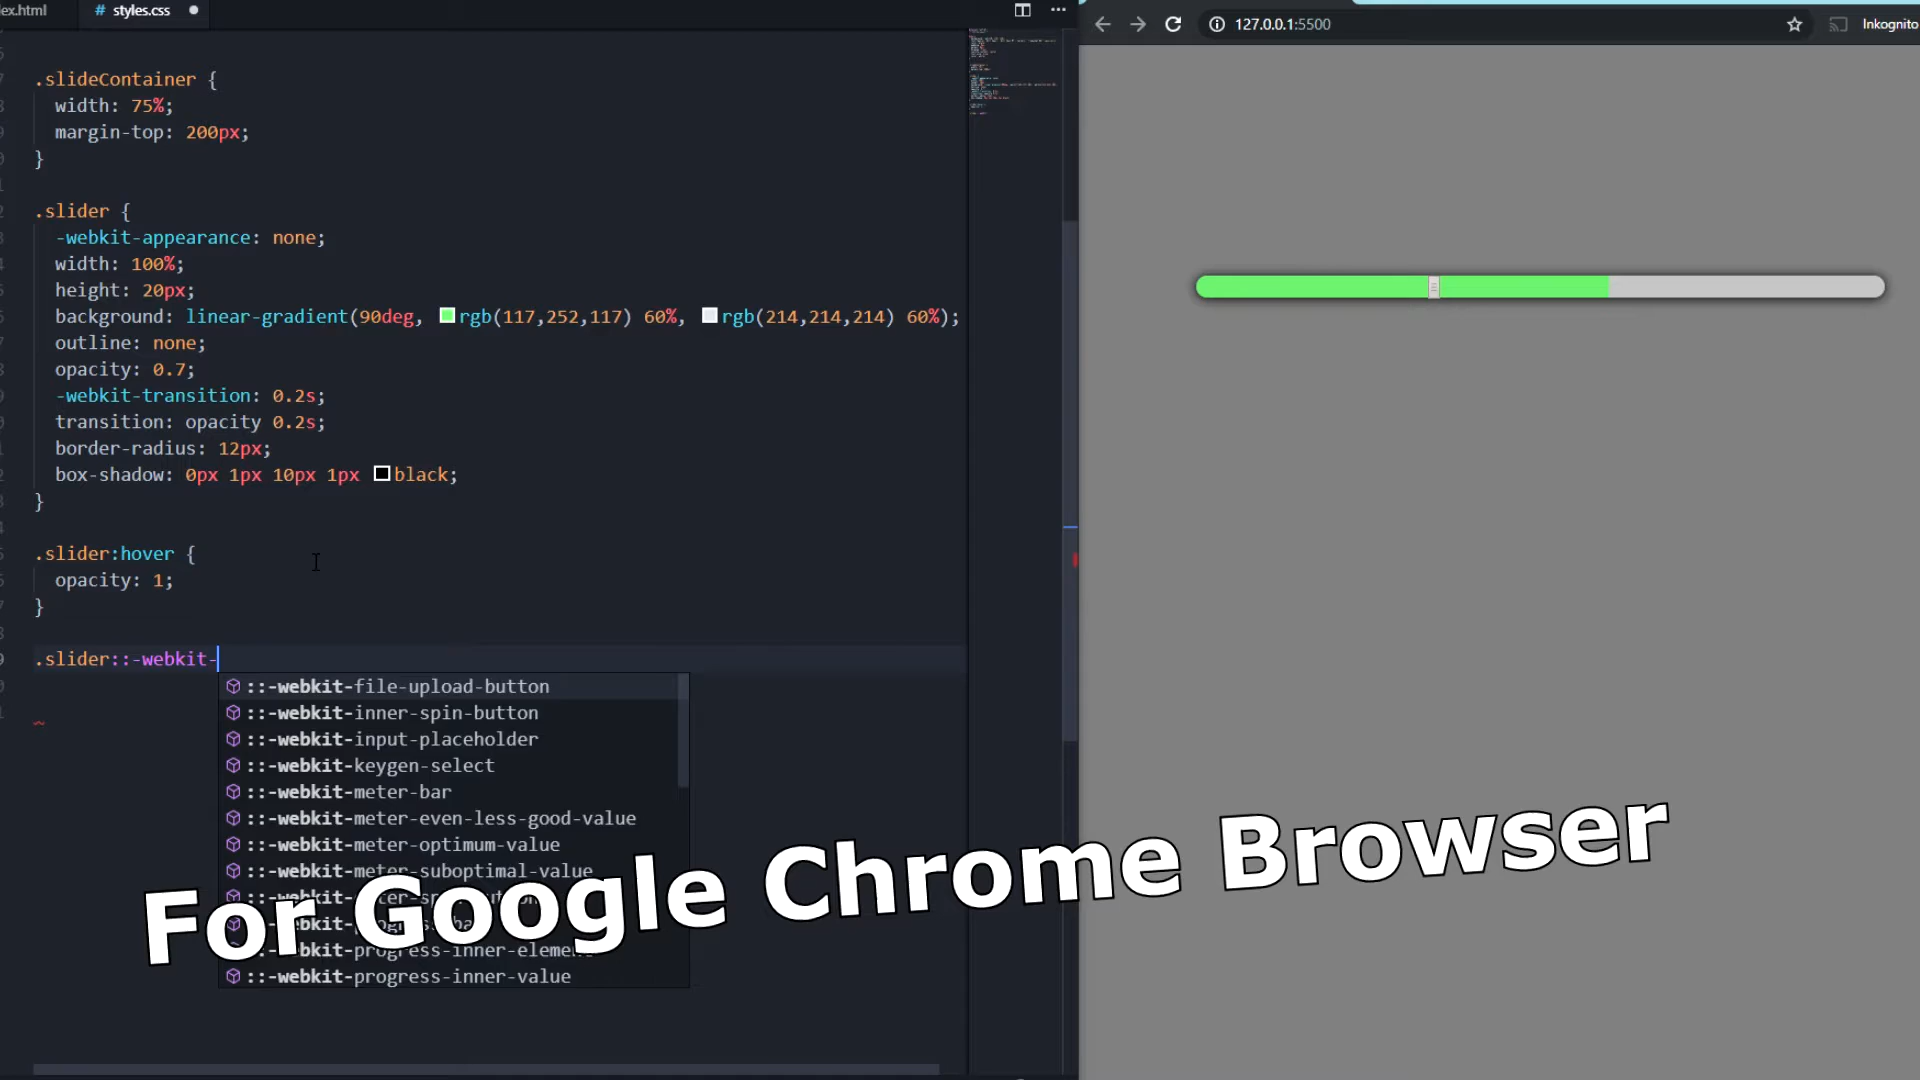 ex.html
# styles.css
127.0.0.1:5500
Inkognito
.slideContainer {
width: 75%;
margin-top: 200px;
}
.slider {
-webkit-appearance: none;
width: 100%;
height: 20px;
background: linear-gradient(90deg, rgb(117,252,117) 60%, rgb(214,214,214) 60%);
outline: none;
opacity: 0.7;
-webkit-transition: 0.2s;
transition: opacity 0.2s;
border-radius: 12px;
box-shadow: 0px 1px 10px 1px black;
}
.slider:hover {
opacity: 1;
}
.slider::-webkit-
::-webkit-file-upload-button
::-webkit-inner-spin-button
::-webkit-input-placeholder
::-webkit-keygen-select
::-webkit-meter-bar
::-webkit-meter-even-less-good-value
::-webkit-meter-optimum-value
::-webkit-meter-suboptimal-value
::-webkit-progress-inner-element
::-webkit-progress-inner-value
For Google Chrome Browser